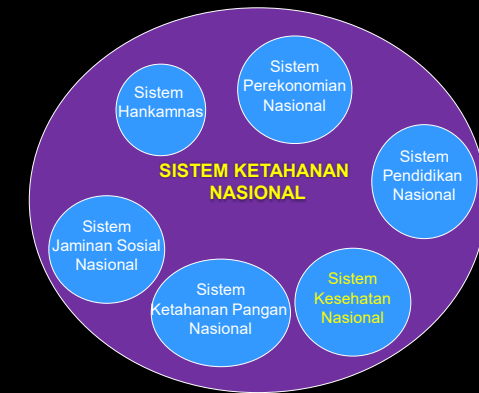 Sistem
Perekonomian
Nasional
Sistem
Hankamnas
SISTEM KETAHANAN
NASIONAL
Sistem
Pendidikan
Nasional
Sistem
Jaminan Sosial
Nasional
Sistem
Ketahanan Pangan
Nasional
Sistem
Kesehatan
Nasional